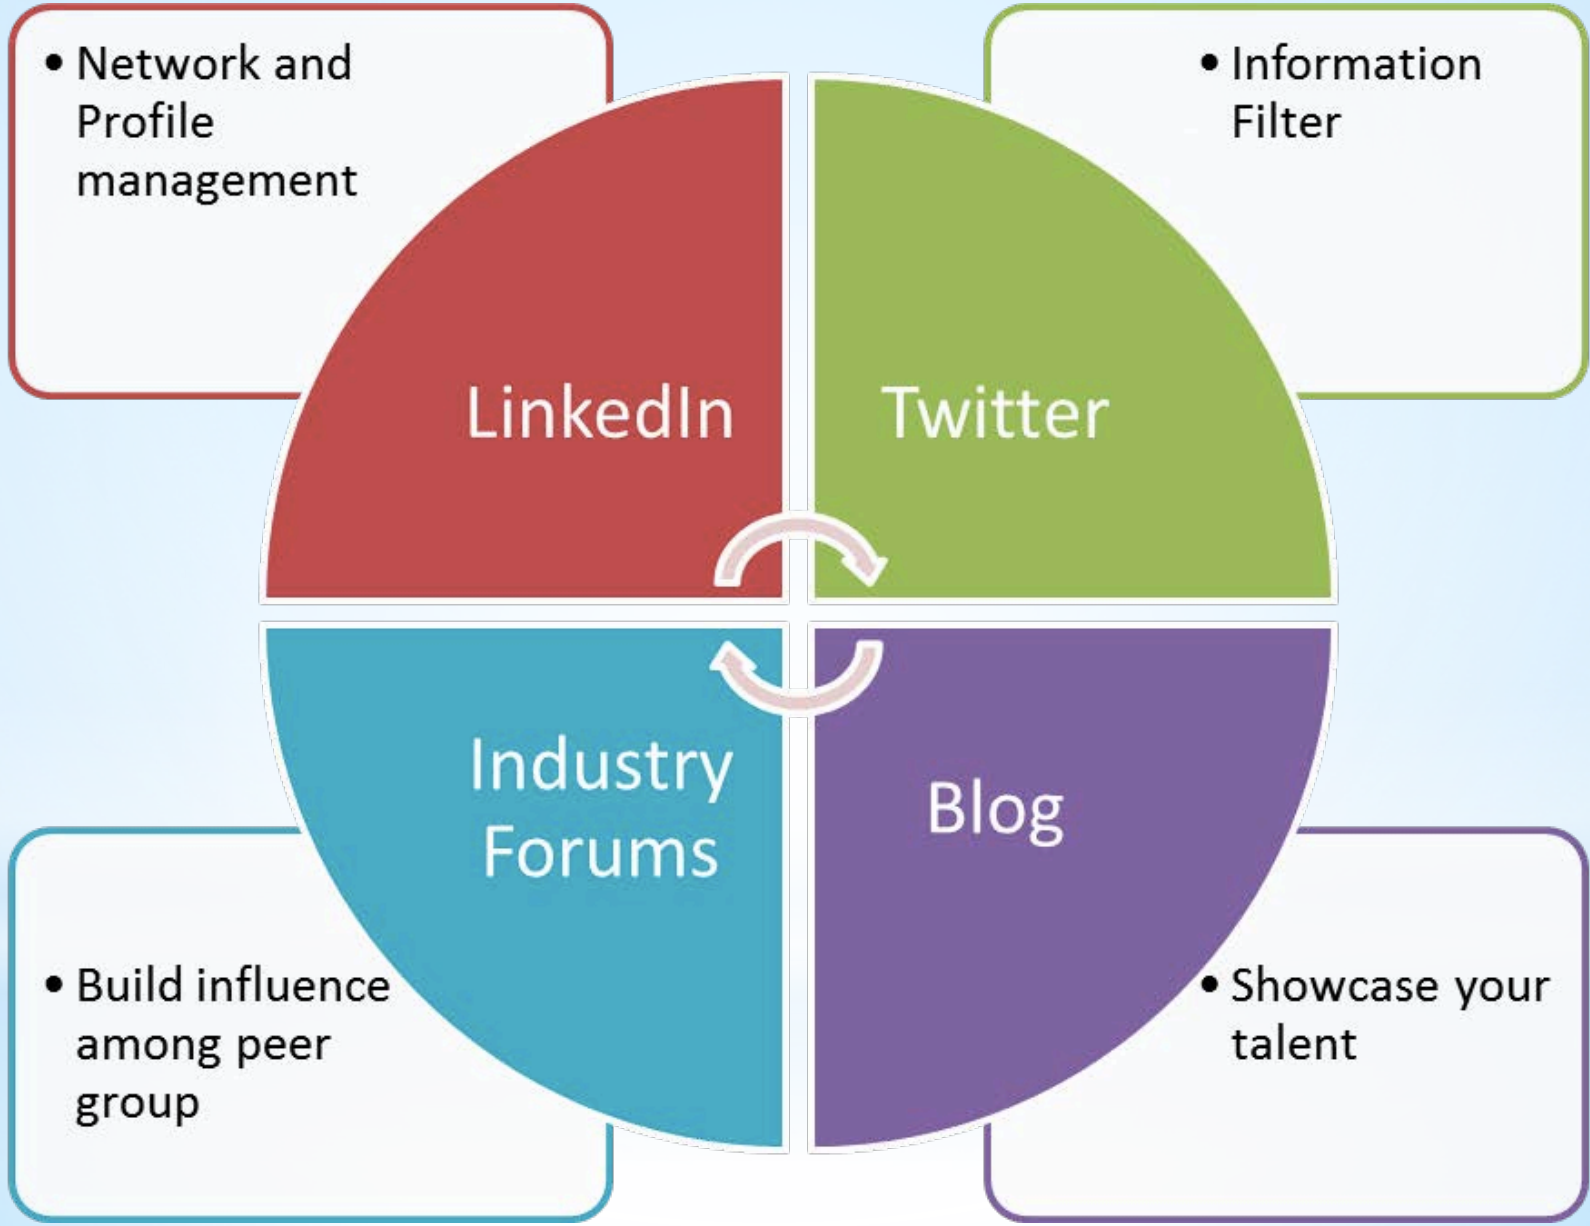 • Network and
Profile
management
• Information
Filter
LinkedIn
Twitter
Industry
Forums
Blog
• Build influence
among peer
group
• Showcase your
talent